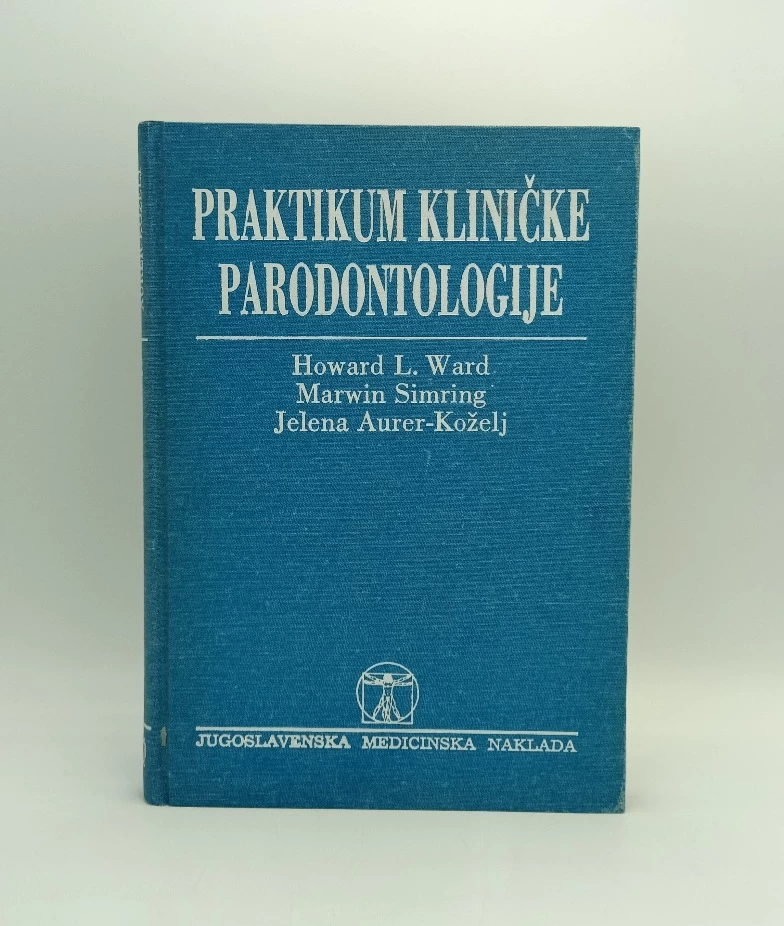 PRAKTIKUM KLINIČKE
PARODONTOLOGIJE
Howard L. Ward
Marwin Simring
Jelena Aurer-Koželj
JUGOSLAVENSKA MEDICINSKA NAKLADA